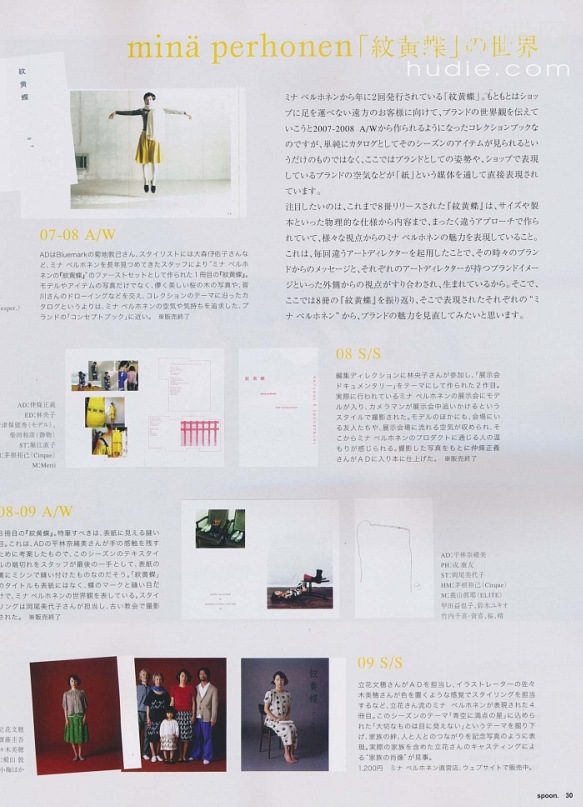 minä perhonen「紋黄蝶」の世界
hudie.com
紋黄蝶
ミナ ペルホネンから年に2回発行されている「紋黄蝶」。もともとはショッ
プに足を運べない遠方のお客様に向けて、ブランドの世界観を伝えて
いこうと2007-2008 A/Wから作られるようになったコレクションブックな
のですが、単純にカタログとしてそのシーズンのアイテムが見られるとい
うだけのものではなく、ここではブランドとしての姿勢や、ショップで表現
しているブランドの空気などが「紙」という媒体を通して直接表現され
ています。
注目したいのは、これまで8冊リリースされた『紋黄蝶』は、サイズや製
本といった物理的な仕様から内容まで、まったく違うアプローチで作ら
れていて、様々な視点からのミナ ペルホネンの魅力を表現していること。
これは、毎回違うアートディレクターを起用したことで、その時々のブラン
ドからのメッセージと、それぞれのアートディレクターが持つブランドイメー
ジといった外側からの視点がすり合わされ、生まれているから。そこで、
ここでは8冊の『紋黄蝶』を振り返り、そこで表現されたそれぞれの“ミ
ナ ペルホネン”から、ブランドの魅力を見直してみたいと思います。
07-08 A/W
ADはBluemarkの菊地敦己さん、スタイリストには大森伃佑子さんな
ど、ミナ ペルホネンを長年見つめてきたスタッフにより“ミナ ペルホ
ネンの『紋黄蝶』”のファーストセットとして作られた1冊目の『紋黄蝶』。
モデルやアイテムの写真だけでなく、儚く美しい桜の木の写真や、皆
川さんのドローイングなどを交え、コレクションのテーマに沿ったカ
タログというよりは、ミナ ペルホネンの空気や気持ちを追求した、ブ
ランドの「コンセプトブック」に近い。 ※販売終了
08 S/S
編集ディレクションに林央子さんが参加し、「展示会
ドキュメンタリー」をテーマにして作られた2作目。
実際に行われているミナ ペルホネンの展示会にモデ
ルが入り、カメラマンが展示会中追いかけるという
スタイルで撮影された。モデルのほかにも、会場にい
る友人たちや、展示会場に流れる空気が収められ、そ
こからミナ ペルホネンのプロダクトに通じる人の温
もりが感じられる。撮影した写真をもとに仲條正義
さんがADに入り本に仕上げた。 ※販売終了
AD:仲條正義
ED:林央子
津保留秀(モデル)、
柴田和彦(静物)
ST:堀江直子
茅根裕己(Cinque)
M:Merii
08-09 A/W
3冊目の『紋黄蝶』。特筆すべきは、表紙に見える縫い
目。これは、ADの平林奈緒美さんが手の感触を残す
ために考案したもので、このシーズンのテキスタイ
ルの端切れをスタッフが最後の一手として、表紙の
裏にミシンで縫い付けたものなのだそう。「紋黄蝶」
のタイトルも表紙にはなく、蝶のマークと縫い目だ
けで、ミナ ペルホネンの世界観を表している。スタイ
リングは岡尾美代子さんが担当し、古い教会で撮影
された。 ※販売終了
AD:平林奈緒美
ST:岡尾美代子
HM:茅根裕己(Cinque)
09 S/S
立花文穂さんがADを担当し、イラストレーターの佐々
木美穂さんが色を置くような感覚でスタイリングを担当
するなど、立花さん流のミナ ペルホネンが表現された4
冊目。このシーズンのテーマ「青空に満点の星」に込めら
れた「大切なものは目に見えない」というテーマを掘り下
げ、家族の絆、人と人とのつながりを記念写真のように表
現。実際の家族を含めた立花さんのキャスティングによ
る“家族の肖像”が見事。
1,200円 ミナ ペルホネン直営店、ウェブサイトで販売中。
紋黄蝶
立花文穂
々木美穂
spoon. 30